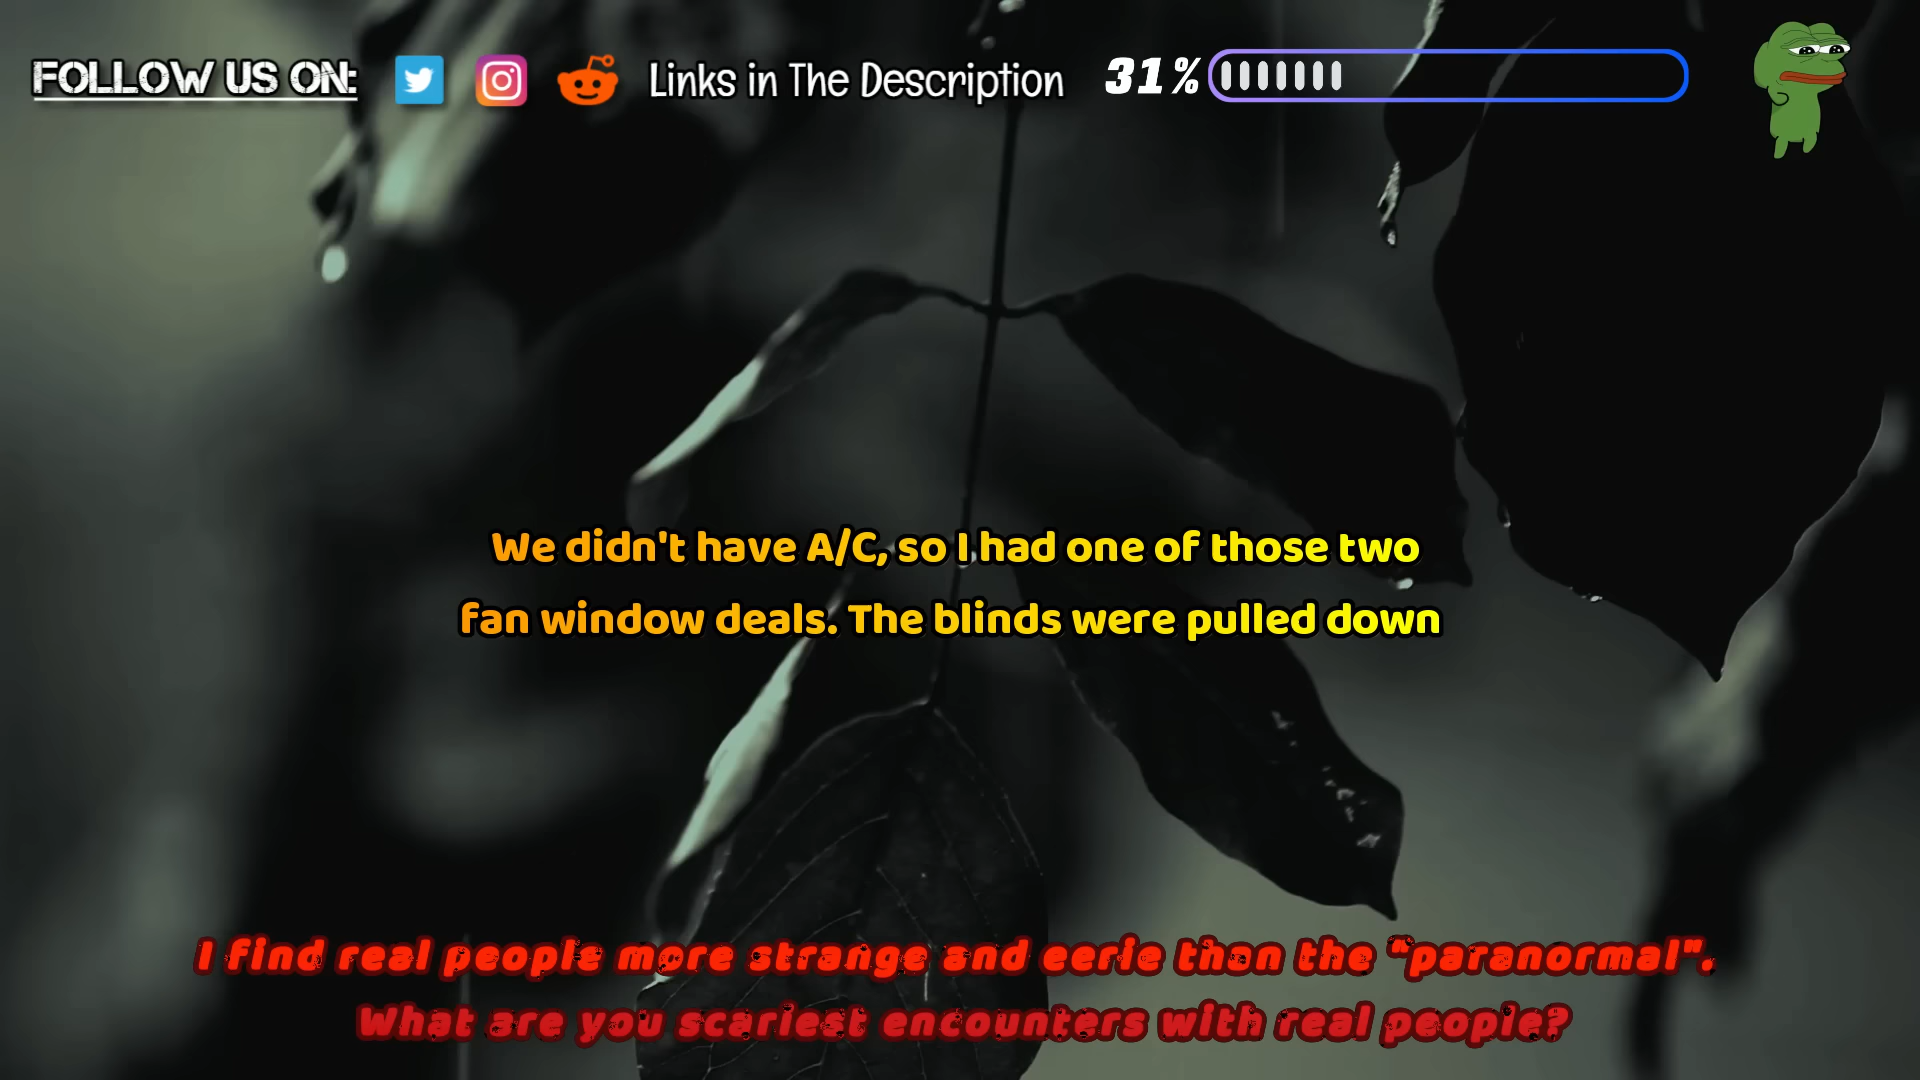 FOLLOW US ON: Links in The Description 31%
We didn't have A/C, so I had one of those two
fan window deals. The blinds were pulled down
I find real people more strange and eerie than the "paranormal".
What are you scariest encounters with real people?